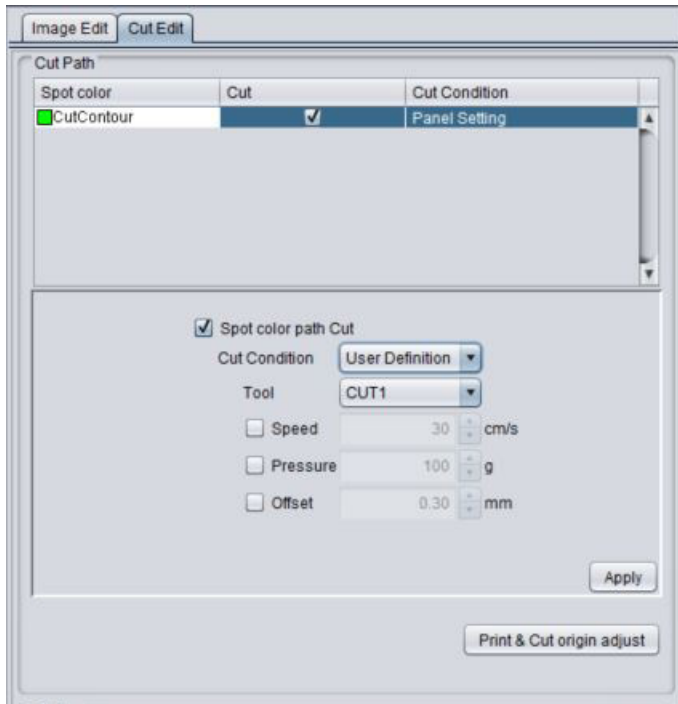 Image Edit Cut Edit
Cut Path
Spot color Cut Cut Condition
CutContour Panel Setting
Spot color path Cut
Cut Condition User Definition
Tool CUT1
Speed 30 cm/s
Pressure 100 g
Offset 0.30 mm
Apply
Print & Cut origin adjust